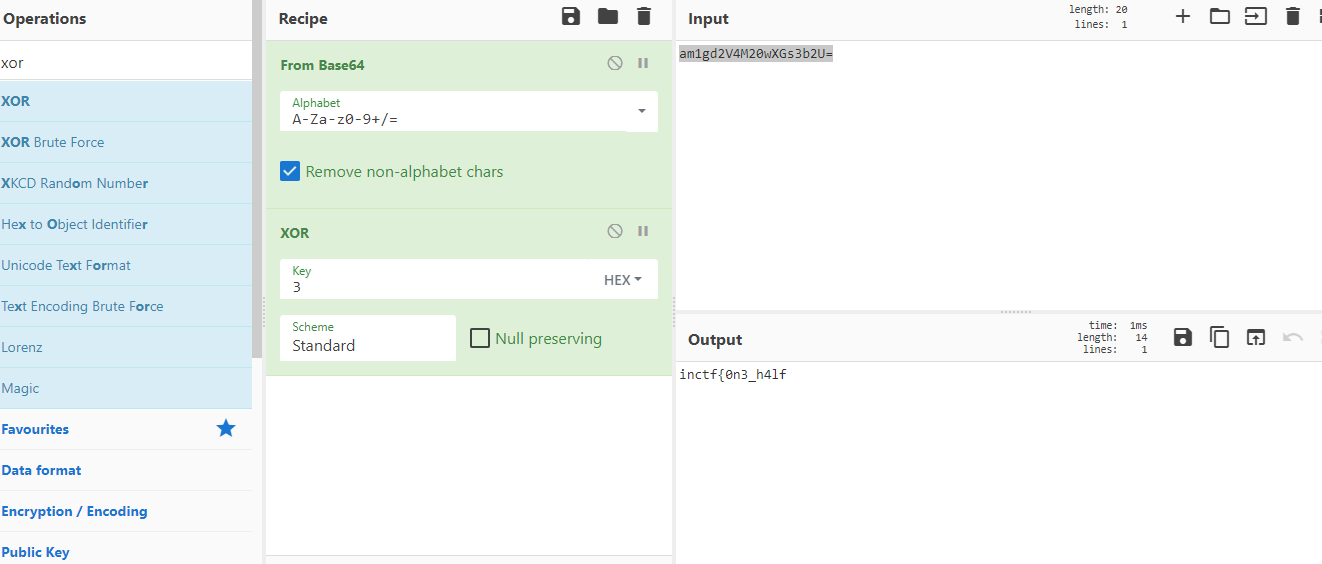 Operations
xor
XOR
XOR Brute Force
XKCD Random Number
Hex to Object Identifier
Unicode Text Format
Text Encoding Brute Force
Lorenz
Magic
Favourites
Data format
Encryption / Encoding
Public Key
Recipe
From Base64
Alphabet
A-Za-z0-9+/=
Remove non-alphabet chars
XOR
Key
3
HEX
Scheme
Standard
Null preserving
Input
length: 20
lines: 1
am1gd2V4M20wXGs3b2U=
Output
time: 1ms
length: 14
lines: 1
inctf{0n3_h4lf